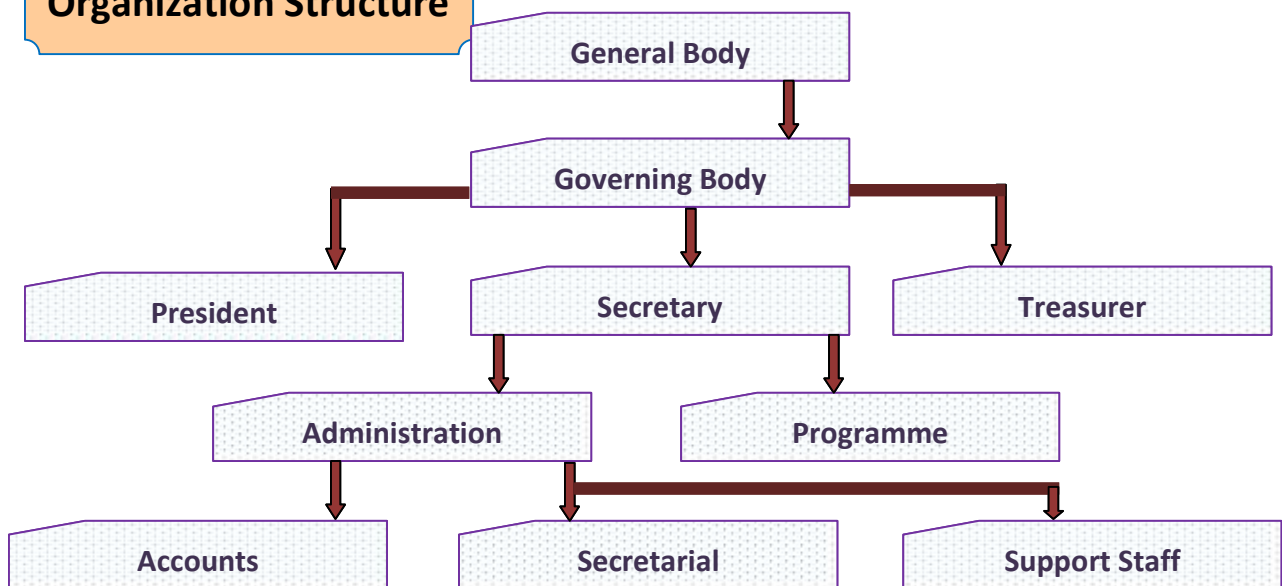 Organization Structure
General Body
Governing Body
President
Secretary
Treasurer
Administration
Programme
Accounts
Secretarial
Support Staff